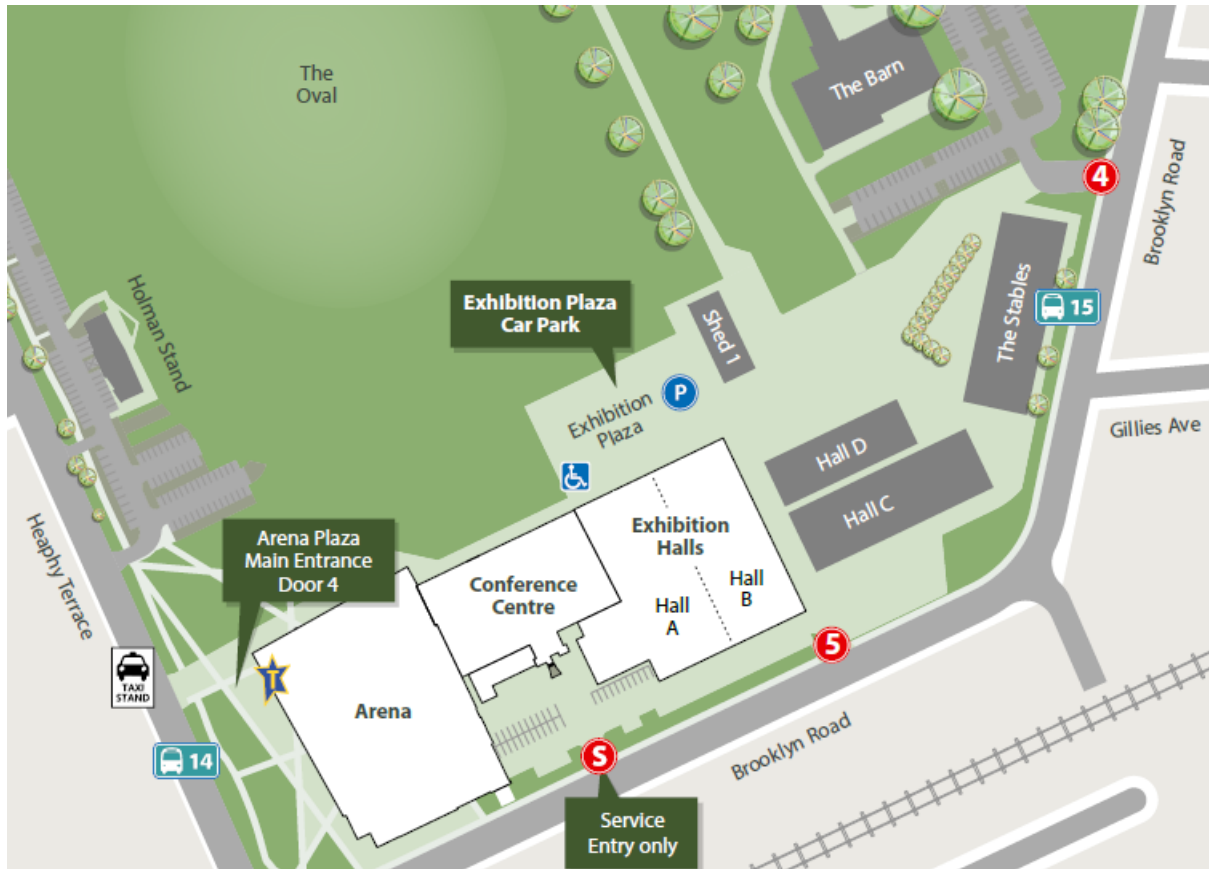 The
Oval
The Barn
4
Brooklyn Road
Holman Stand
Exhibition Plaza
Car Park
Shed 1
The Stables
15
P
Exhibition
Plaza
Gillies Ave
Hall D
Hall C
Heaphy Terrace
Arena Plaza
Main Entrance
Door 4
Exhibition
Halls
Conference
Centre
Hall
B
Hall
A
5
TAXI
STAND
T
Arena
14
S
Brooklyn Road
Service
Entry only